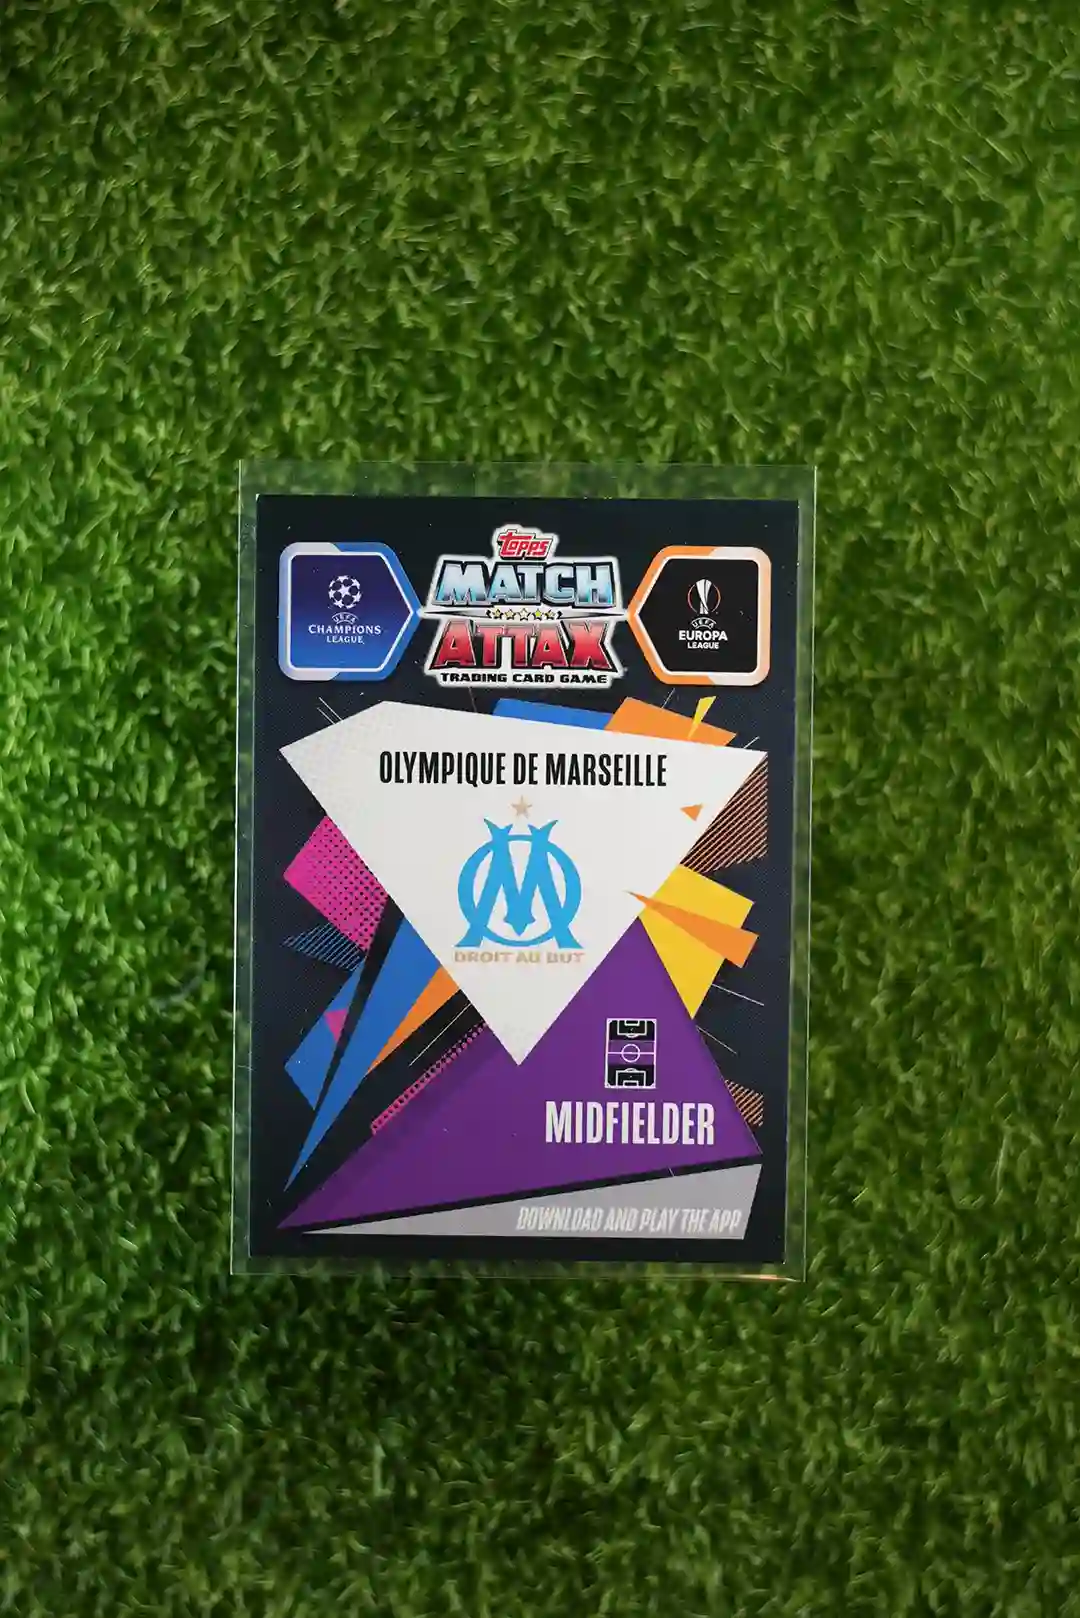 Topps
MATCH
ATTAX
TRADING CARD GAME
UEFA
CHAMPIONS
LEAGUE
UEFA
EUROPA
LEAGUE
OLYMPIQUE DE MARSEILLE
DROIT AU BUT
MIDFIELDER
DOWNLOAD AND PLAY THE APP